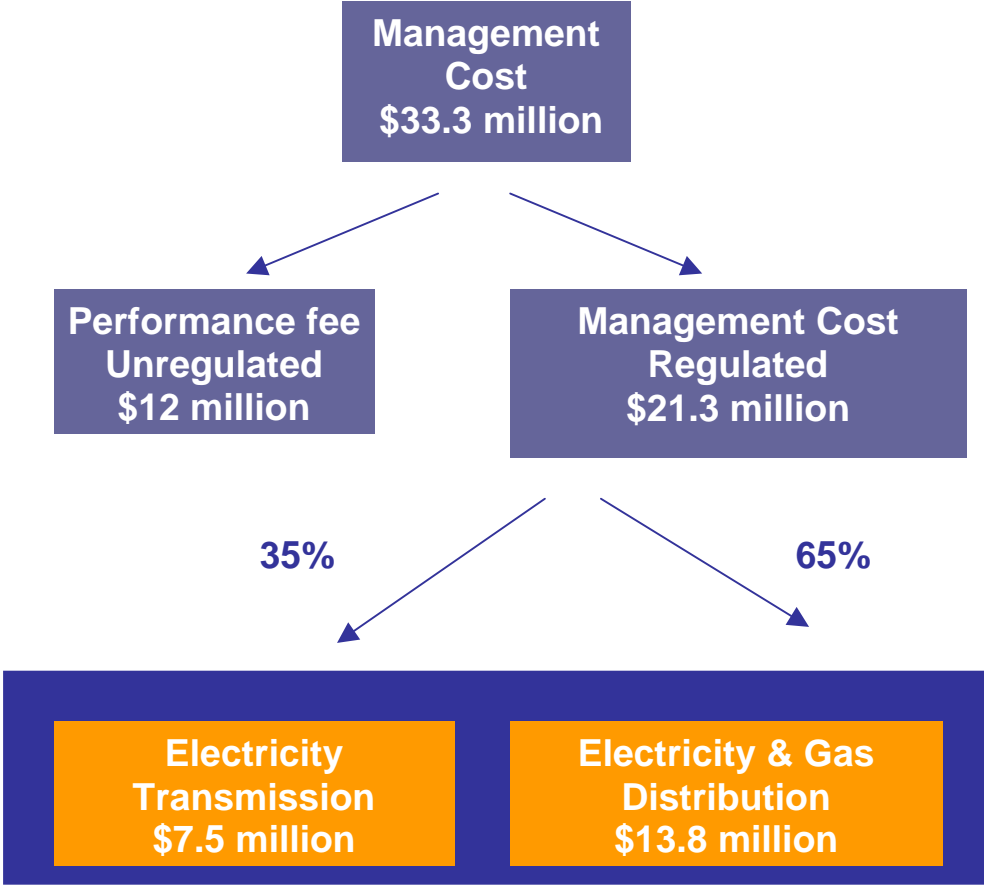 Management
Cost
$33.3 million
Performance fee
Unregulated
$12 million
Management Cost
Regulated
$21.3 million
35%
65%
Electricity
Transmission
$7.5 million
Electricity & Gas
Distribution
$13.8 million